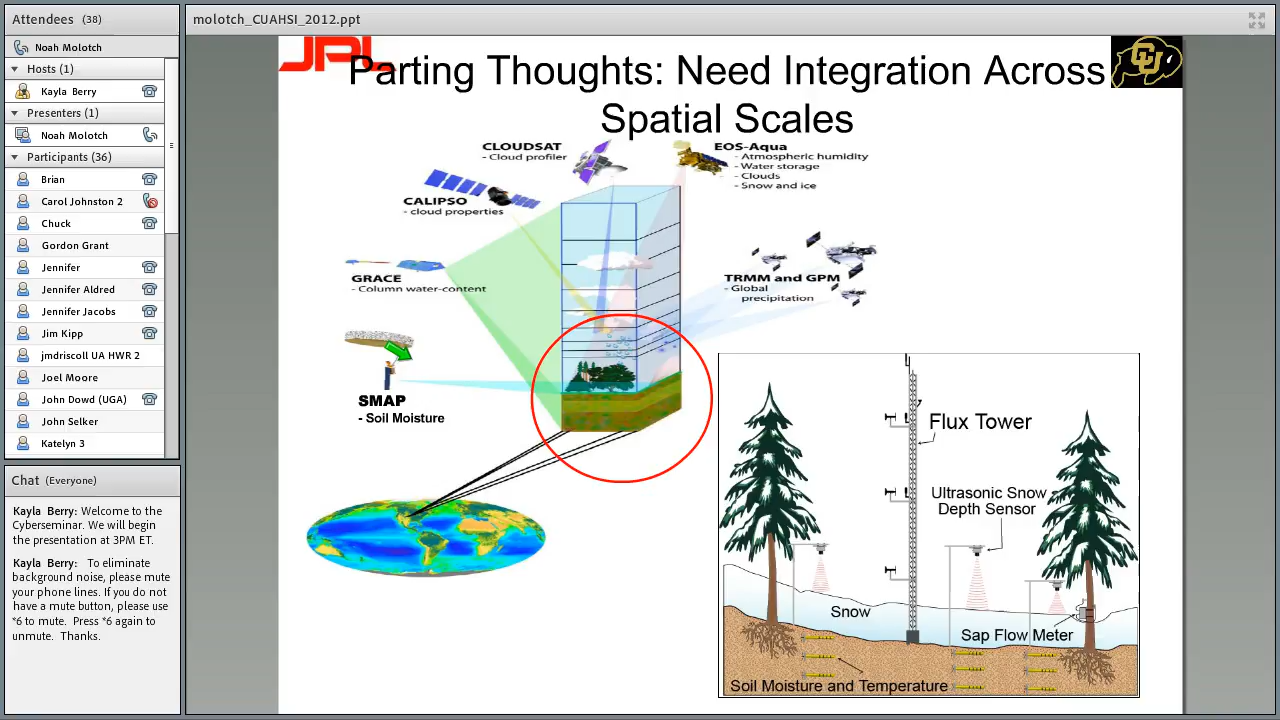 Attendees (38)
Noah Molotch
Hosts (1)
Kayla Berry
Presenters (1)
Noah Molotch
Participants (36)
Brian
Carol Johnston 2
Chuck
Gordon Grant
Jennifer
Jennifer Aldred
Jennifer Jacobs
Jim Kipp
jmdriscoll UA HWR 2
Joel Moore
John Dowd (UGA)
John Selker
Katelyn 3
Chat (Everyone)
Kayla Berry: Welcome to the
Cyberseminar. We will begin
the presentation at 3PM ET.
Kayla Berry: To eliminate
background noise, please mute
your phone lines. If you do not
have a mute button, please use
*6 to mute. Press *6 again to
unmute. Thanks.
molotch_CUAHSI_2012.ppt
JPL
CU
Parting Thoughts: Need Integration Across
Spatial Scales
CLOUDSAT
- Cloud profiler
EOS-Aqua
- Atmospheric humidity
- Water storage
- Clouds
- Snow and ice
CALIPSO
- cloud properties
GRACE
- Column water-content
TRMM and GPM
- Global
precipitation
SMAP
- Soil Moisture
Flux Tower
Ultrasonic Snow
Depth Sensor
Snow
Sap Flow Meter
Soil Moisture and Temperature